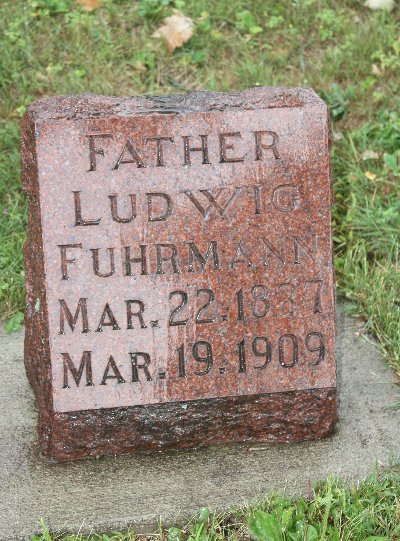 FATHER
LUDWIG
FUHRMANN
MAR. 22, 1837
MAR. 19. 1909